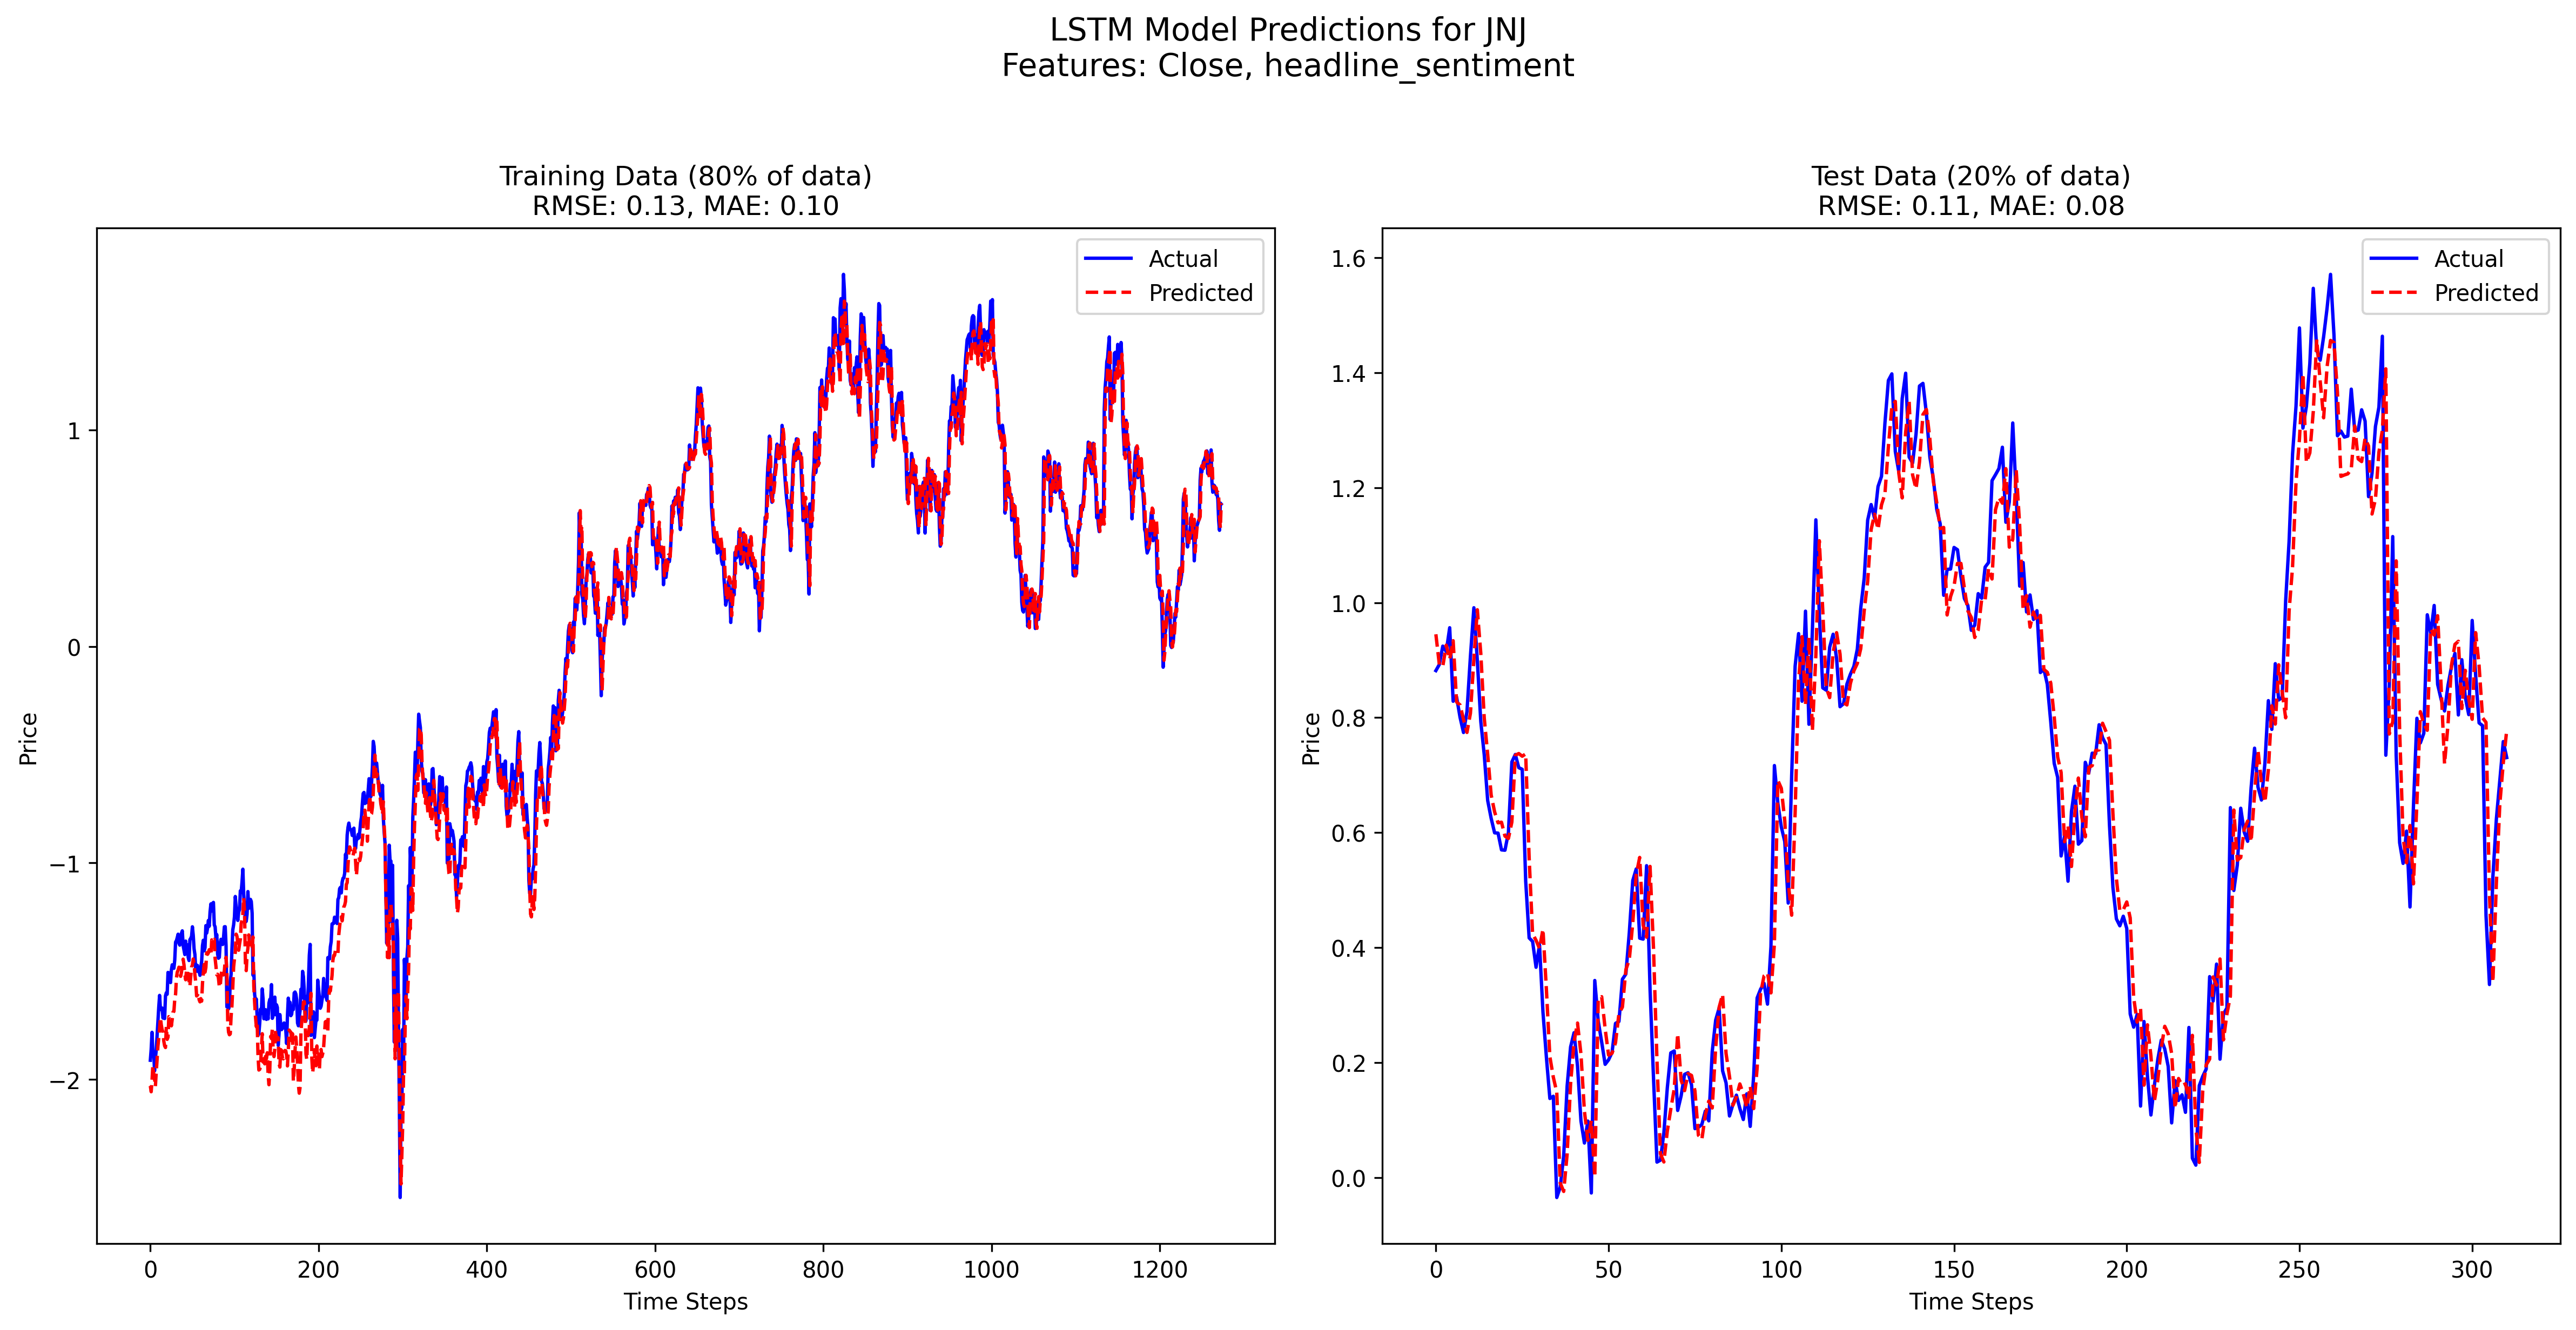 LSTM Model Predictions for JNJ
Features: Close, headline_sentiment
Training Data (80% of data)
RMSE: 0.13, MAE: 0.10
Actual
Predicted
1
0
−1
−2
Price
0 200 400 600 800 1000 1200
Time Steps
Test Data (20% of data)
RMSE: 0.11, MAE: 0.08
Actual
Predicted
1.6
1.4
1.2
1.0
0.8
0.6
0.4
0.2
0.0
Price
0 50 100 150 200 250 300
Time Steps